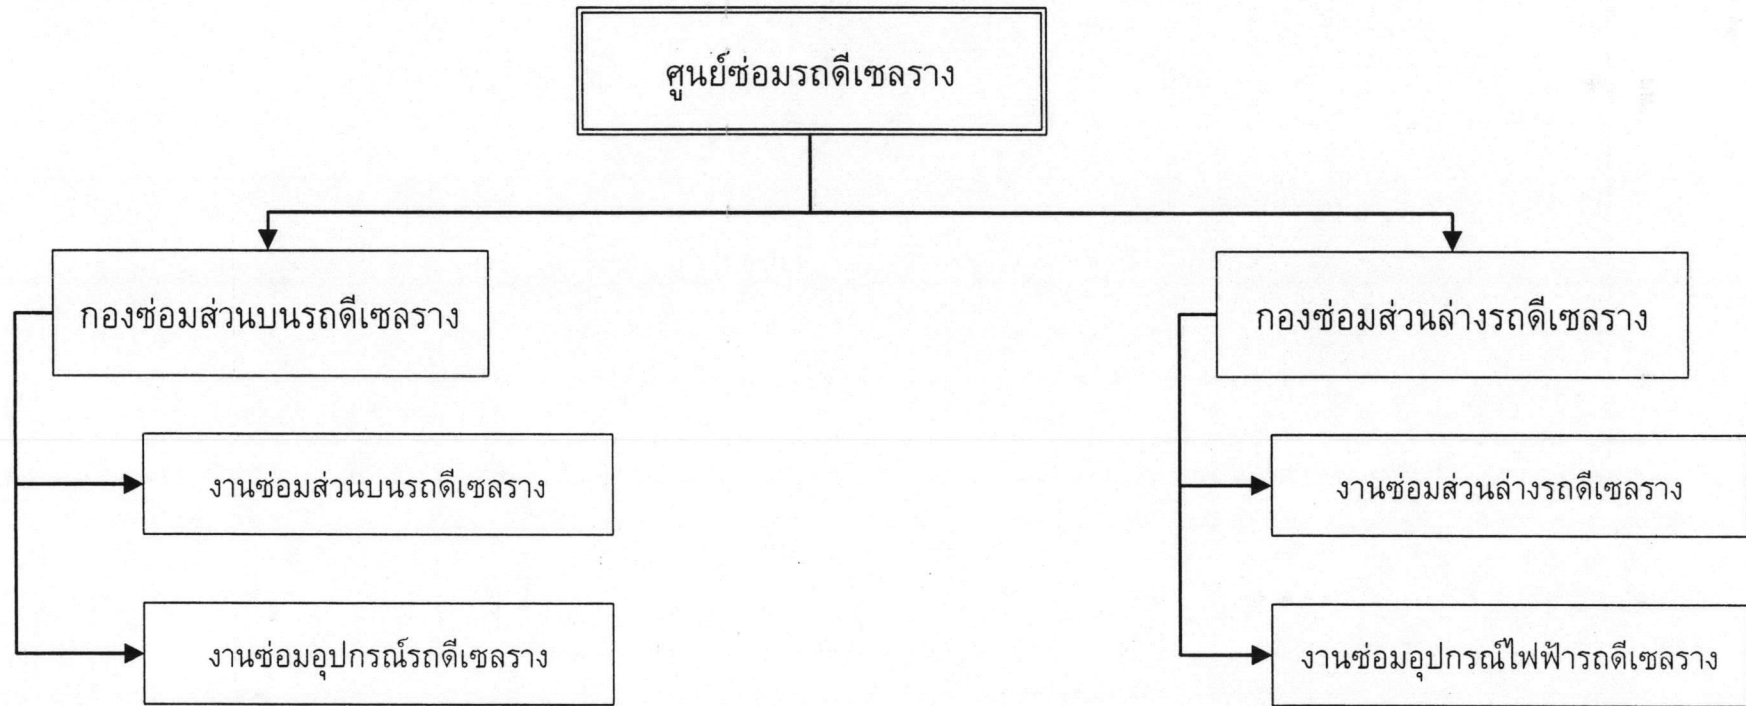 ศูนย์ซ่อมรถดีเซลราง
กองซ่อมส่วนบนรถดีเซลราง
กองซ่อมส่วนล่างรถดีเซลราง
งานซ่อมส่วนบนรถดีเซลราง
งานซ่อมส่วนล่างรถดีเซลราง
งานซ่อมอุปกรณ์รถดีเซลราง
งานซ่อมอุปกรณ์ไฟฟ้ารถดีเซลราง